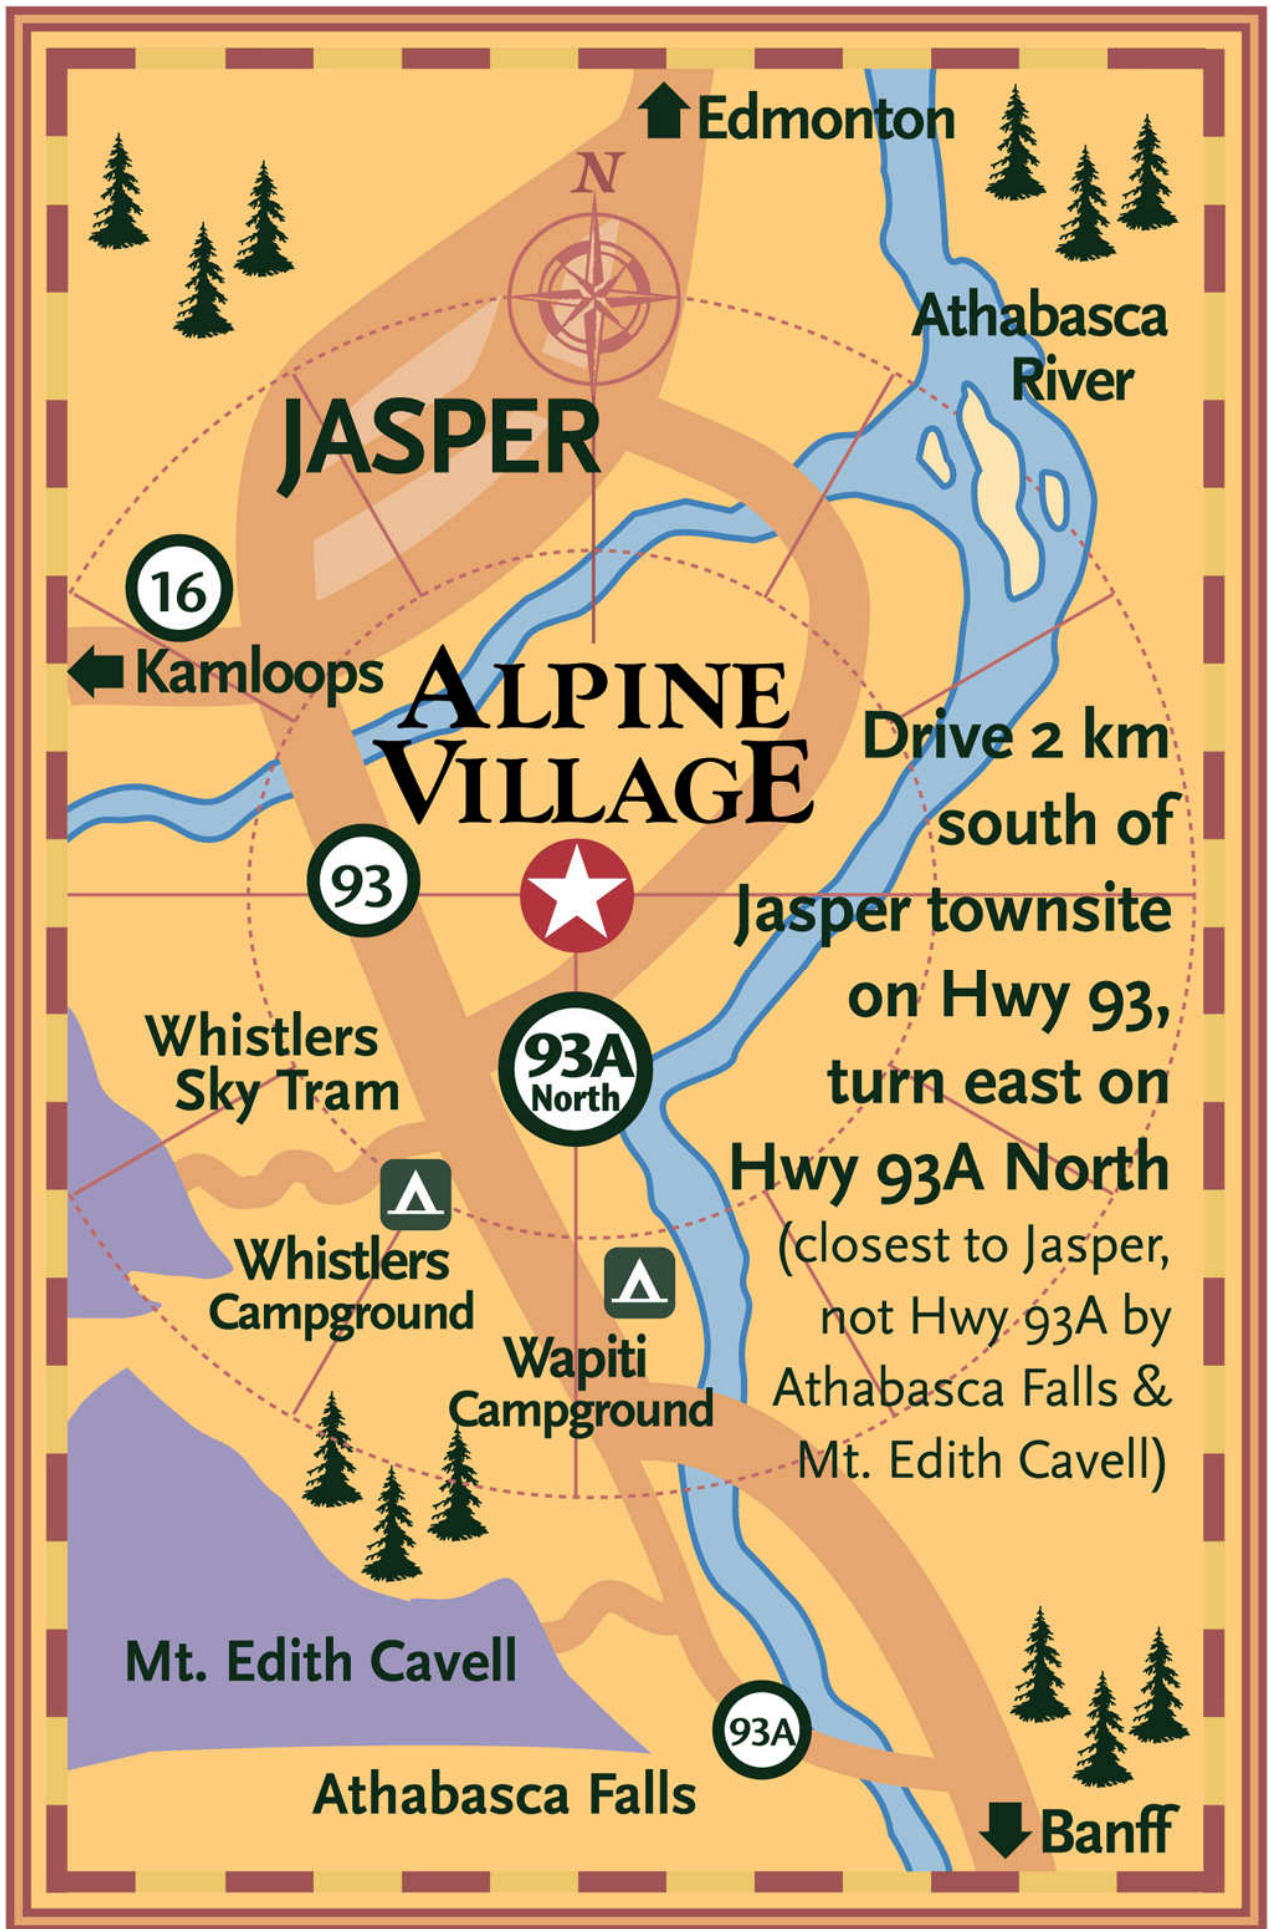 Edmonton
N
Athabasca
River
JASPER
16
Kamloops
ALPINE
VILLAGE
Drive 2 km
south of
Jasper townsite
on Hwy 93,
turn east on
Hwy 93A North
(closest to Jasper,
not Hwy 93A by
Athabasca Falls &
Mt. Edith Cavell)
93
93A
North
Whistlers
Sky Tram
Whistlers
Campground
Wapiti
Campground
Mt. Edith Cavell
93A
Athabasca Falls
Banff